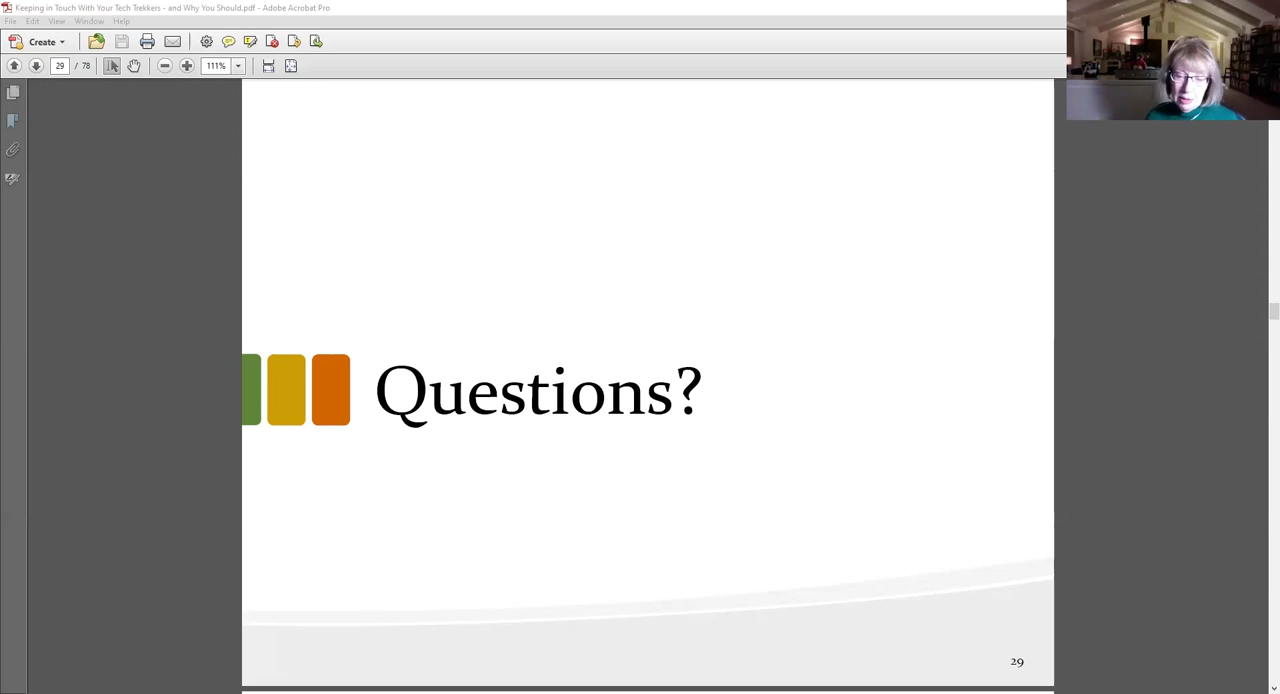 Keeping in Touch With Your Tech Trekkers - and Why You Should.pdf - Adobe Acrobat Pro
File Edit View Window Help
Create
29 / 78 111%
Questions?
29